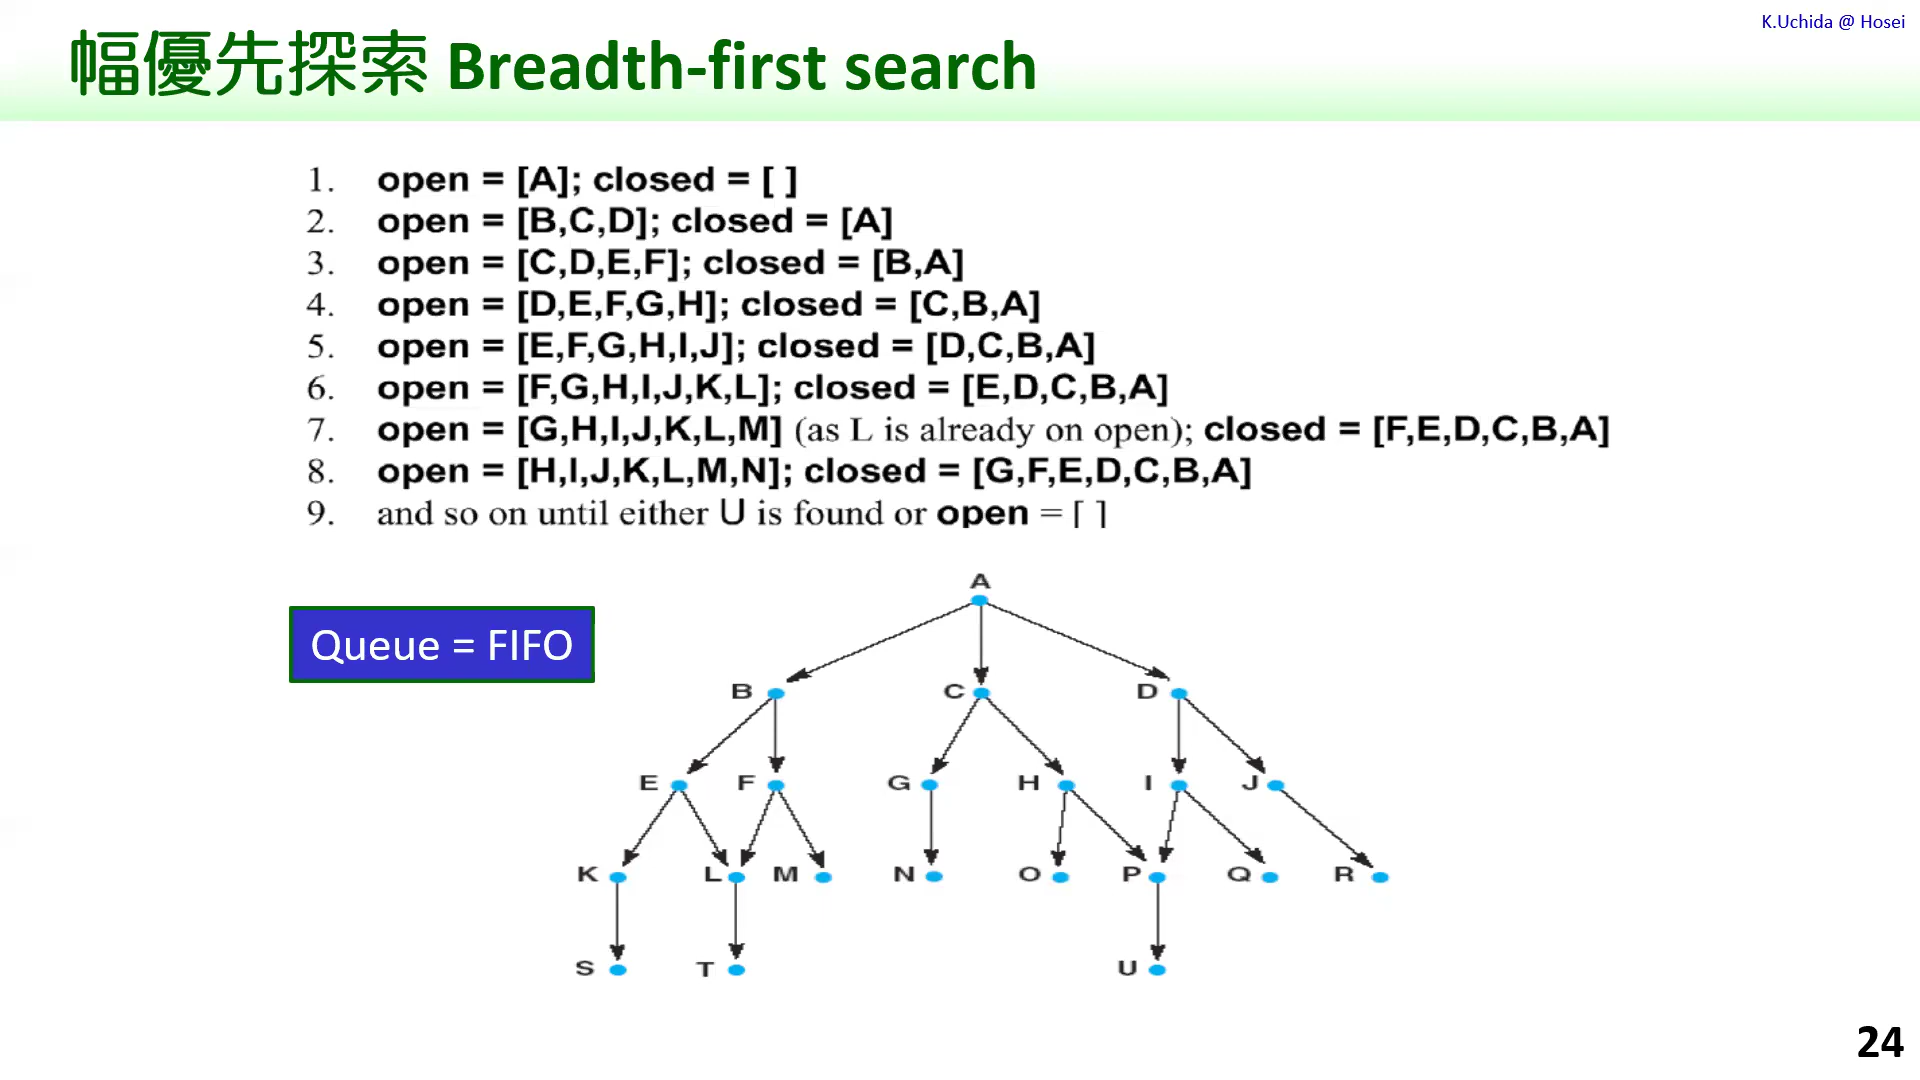 K.Uchida @ Hosei
幅優先探索 Breadth-first search
1. open = [A]; closed = [ ]
2. open = [B,C,D]; closed = [A]
3. open = [C,D,E,F]; closed = [B,A]
4. open = [D,E,F,G,H]; closed = [C,B,A]
5. open = [E,F,G,H,I,J]; closed = [D,C,B,A]
6. open = [F,G,H,I,J,K,L]; closed = [E,D,C,B,A]
7. open = [G,H,I,J,K,L,M] (as L is already on open); closed = [F,E,D,C,B,A]
8. open = [H,I,J,K,L,M,N]; closed = [G,F,E,D,C,B,A]
9. and so on until either U is found or open = [ ]
Queue = FIFO
A
B C D
E F G H I J
K L M N O P Q R
S T U
24